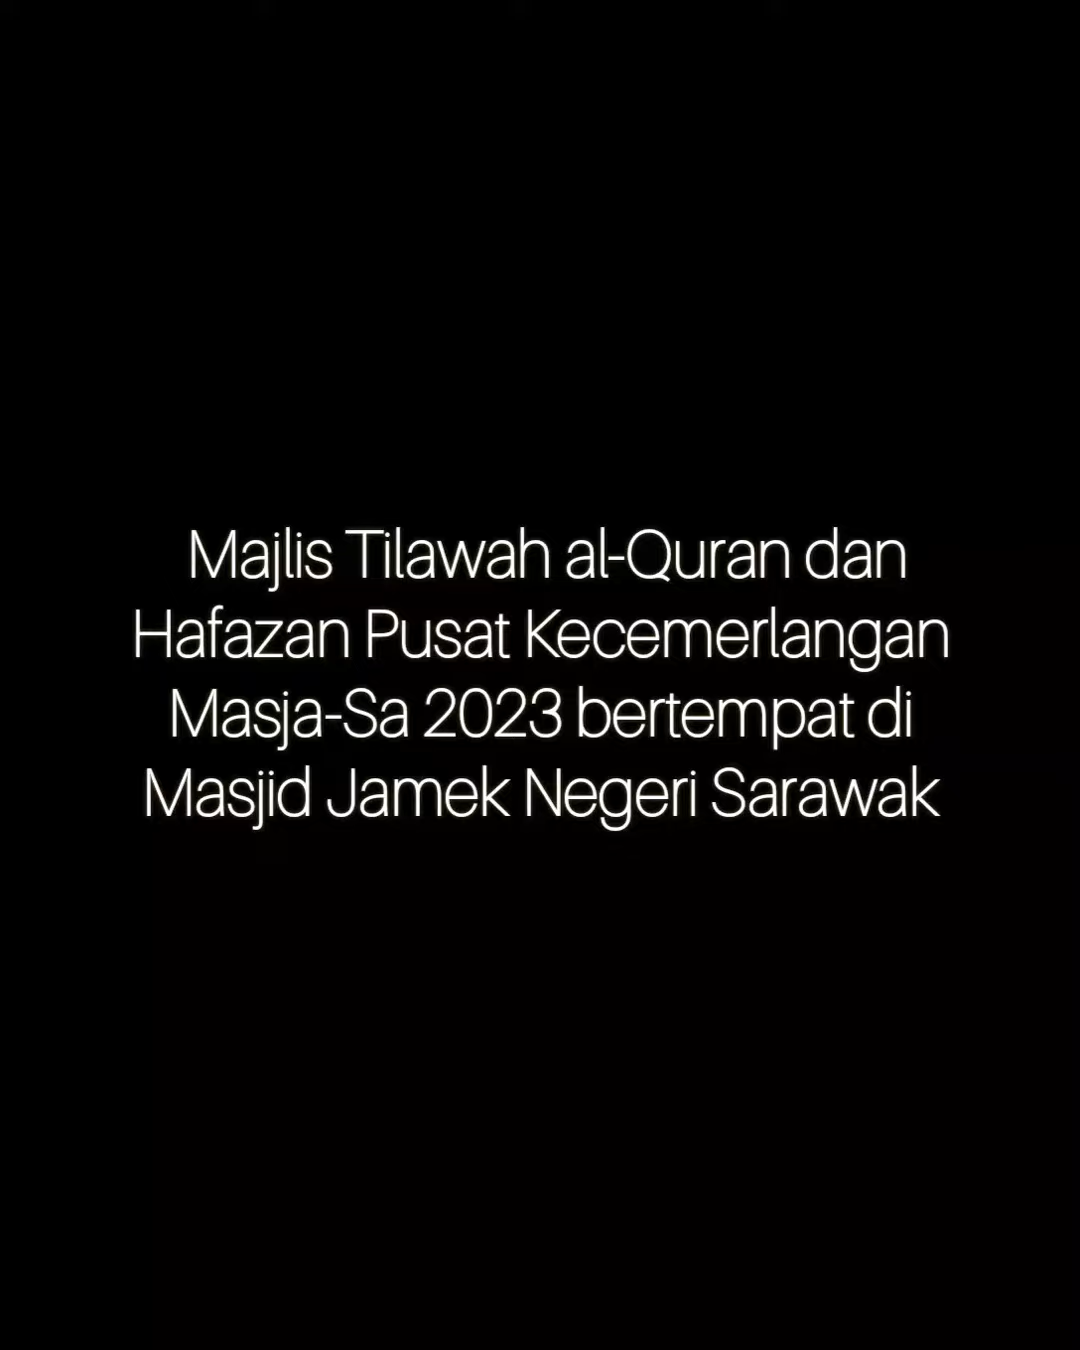 Majlis Tilawah al-Quran dan
Hafazan Pusat Kecemerlangan
Masja-Sa 2023 bertempat di
Masjid Jamek Negeri Sarawak